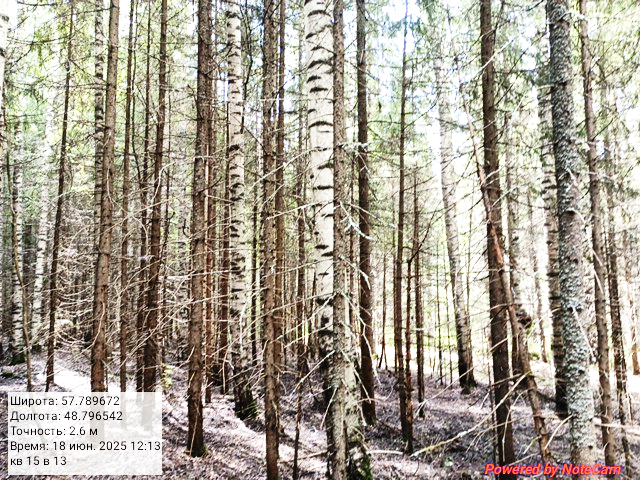 Широта: 57.789672
Долгота: 48.796542
Точность: 2.6 м
Время: 18 июн. 2025 12:13
кв 15 в 13
Powered by NoteCam